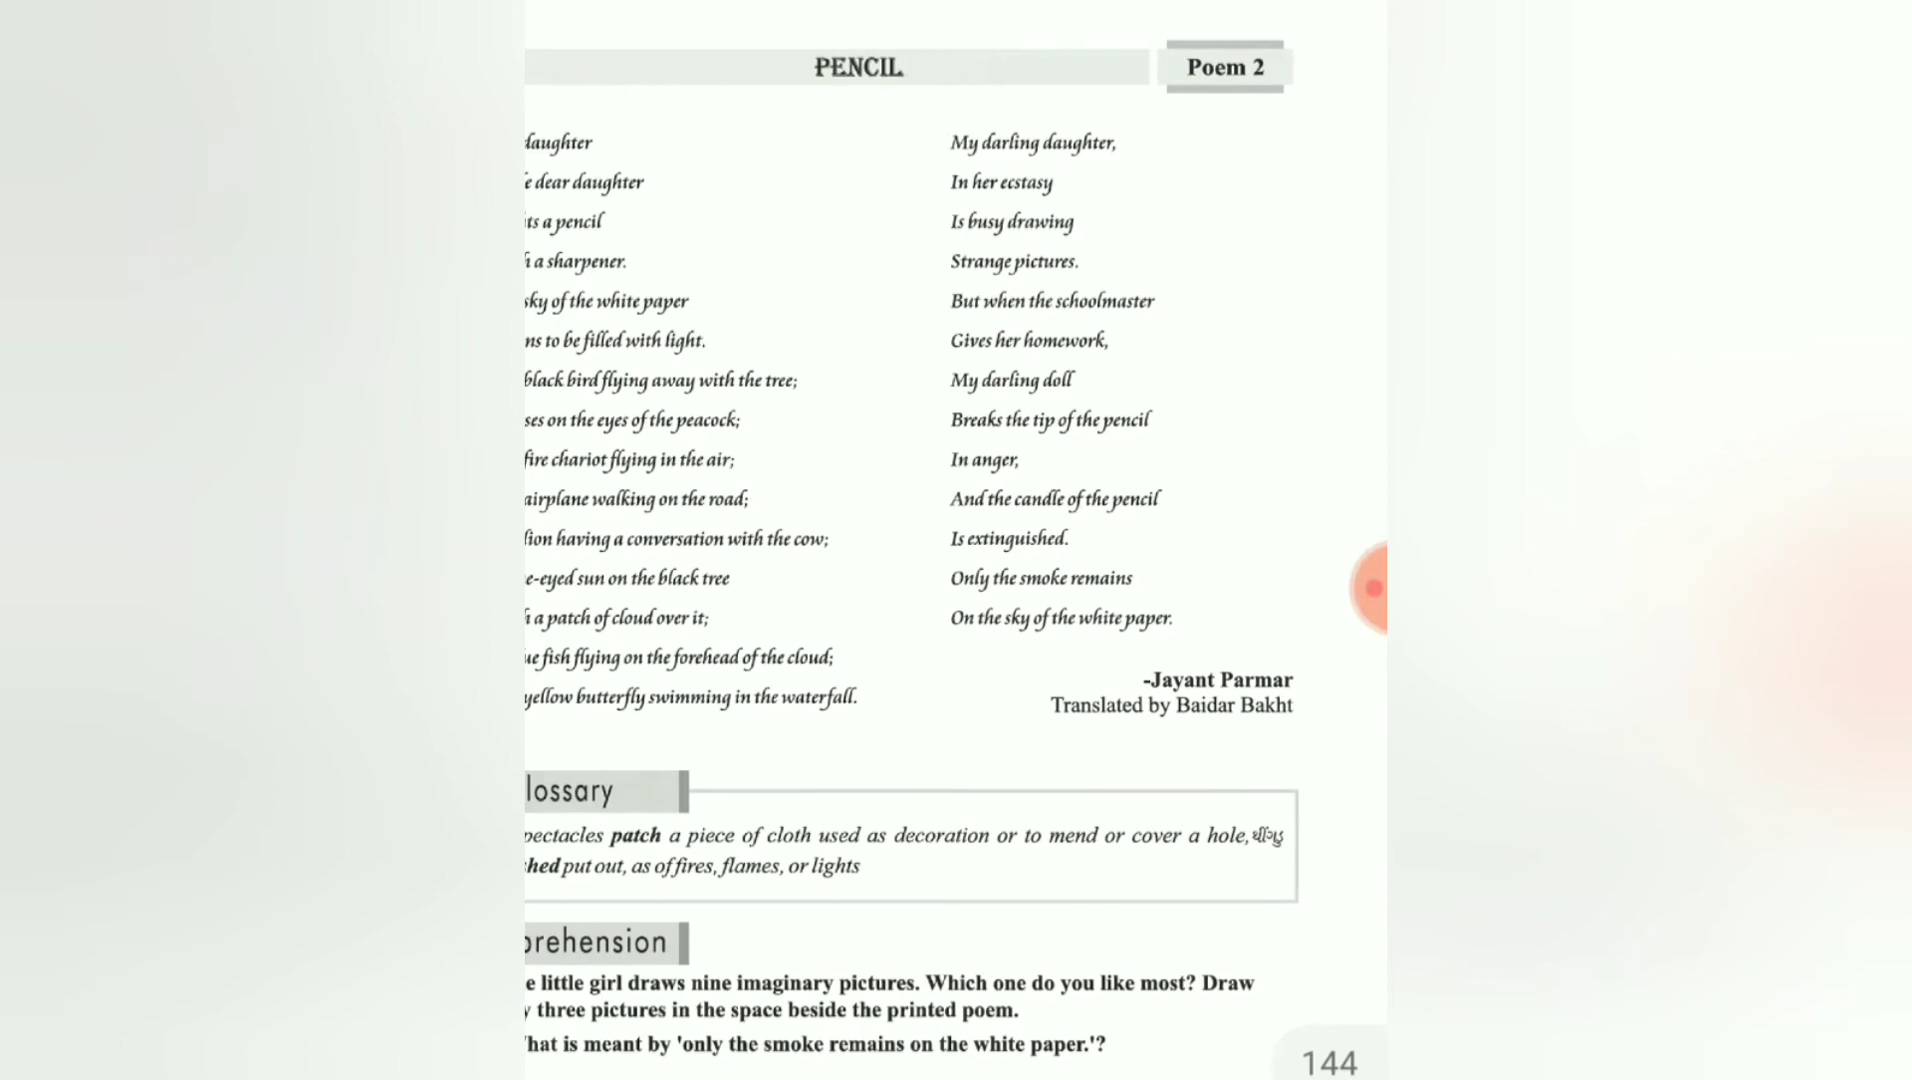 PENCIL
Poem 2
daughter
dear daughter
a pencil
a sharpener.
sky of the white paper
to be filled with light.
black bird flying away with the tree;
on the eyes of the peacock;
fire chariot flying in the air;
airplane walking on the road;
lion having a conversation with the cow;
e-eyed sun on the black tree
a patch of cloud over it;
fish flying on the forehead of the cloud;
yellow butterfly swimming in the waterfall.
My darling daughter,
In her ecstasy
Is busy drawing
Strange pictures.
But when the schoolmaster
Gives her homework,
My darling doll
Breaks the tip of the pencil
In anger,
And the candle of the pencil
Is extinguished.
Only the smoke remains
On the sky of the white paper.
-Jayant Parmar
Translated by Baidar Bakht
lossary
pectacles patch a piece of cloth used as decoration or to mend or cover a hole,
hed put out, as of fires, flames, or lights
prehension
e little girl draws nine imaginary pictures. Which one do you like most? Draw
three pictures in the space beside the printed poem.
hat is meant by 'only the smoke remains on the white paper.'?
144